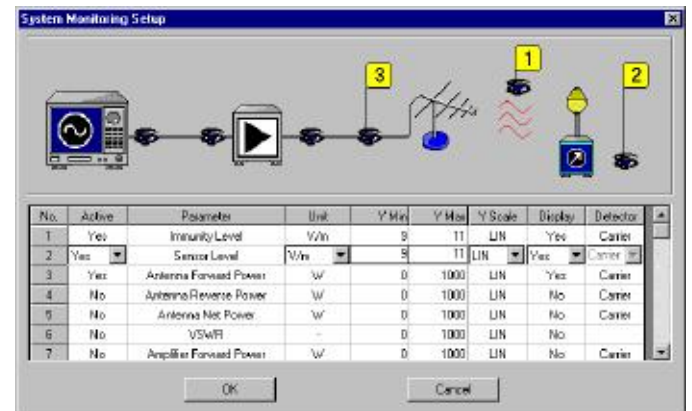 System Monitoring Setup
1
3
2
No. Active Parameter Unit Y Min Y Max Y Scale Display Detector
1 Yes Immunity Level V/m 9 11 LIN Yes Carrier
2 Yes Sensor Level V/m 9 11 LIN Yes Carrier
3 Yes Antenna Forward Power W 0 1000 LIN Yes Carrier
4 No Antenna Reverse Power W 0 1000 LIN No Carrier
5 No Antenna Net Power W 0 1000 LIN No Carrier
6 No VSWR - 0 1000 LIN No
7 No Amplifier Forward Power W 0 1000 LIN No Carrier
OK Cancel